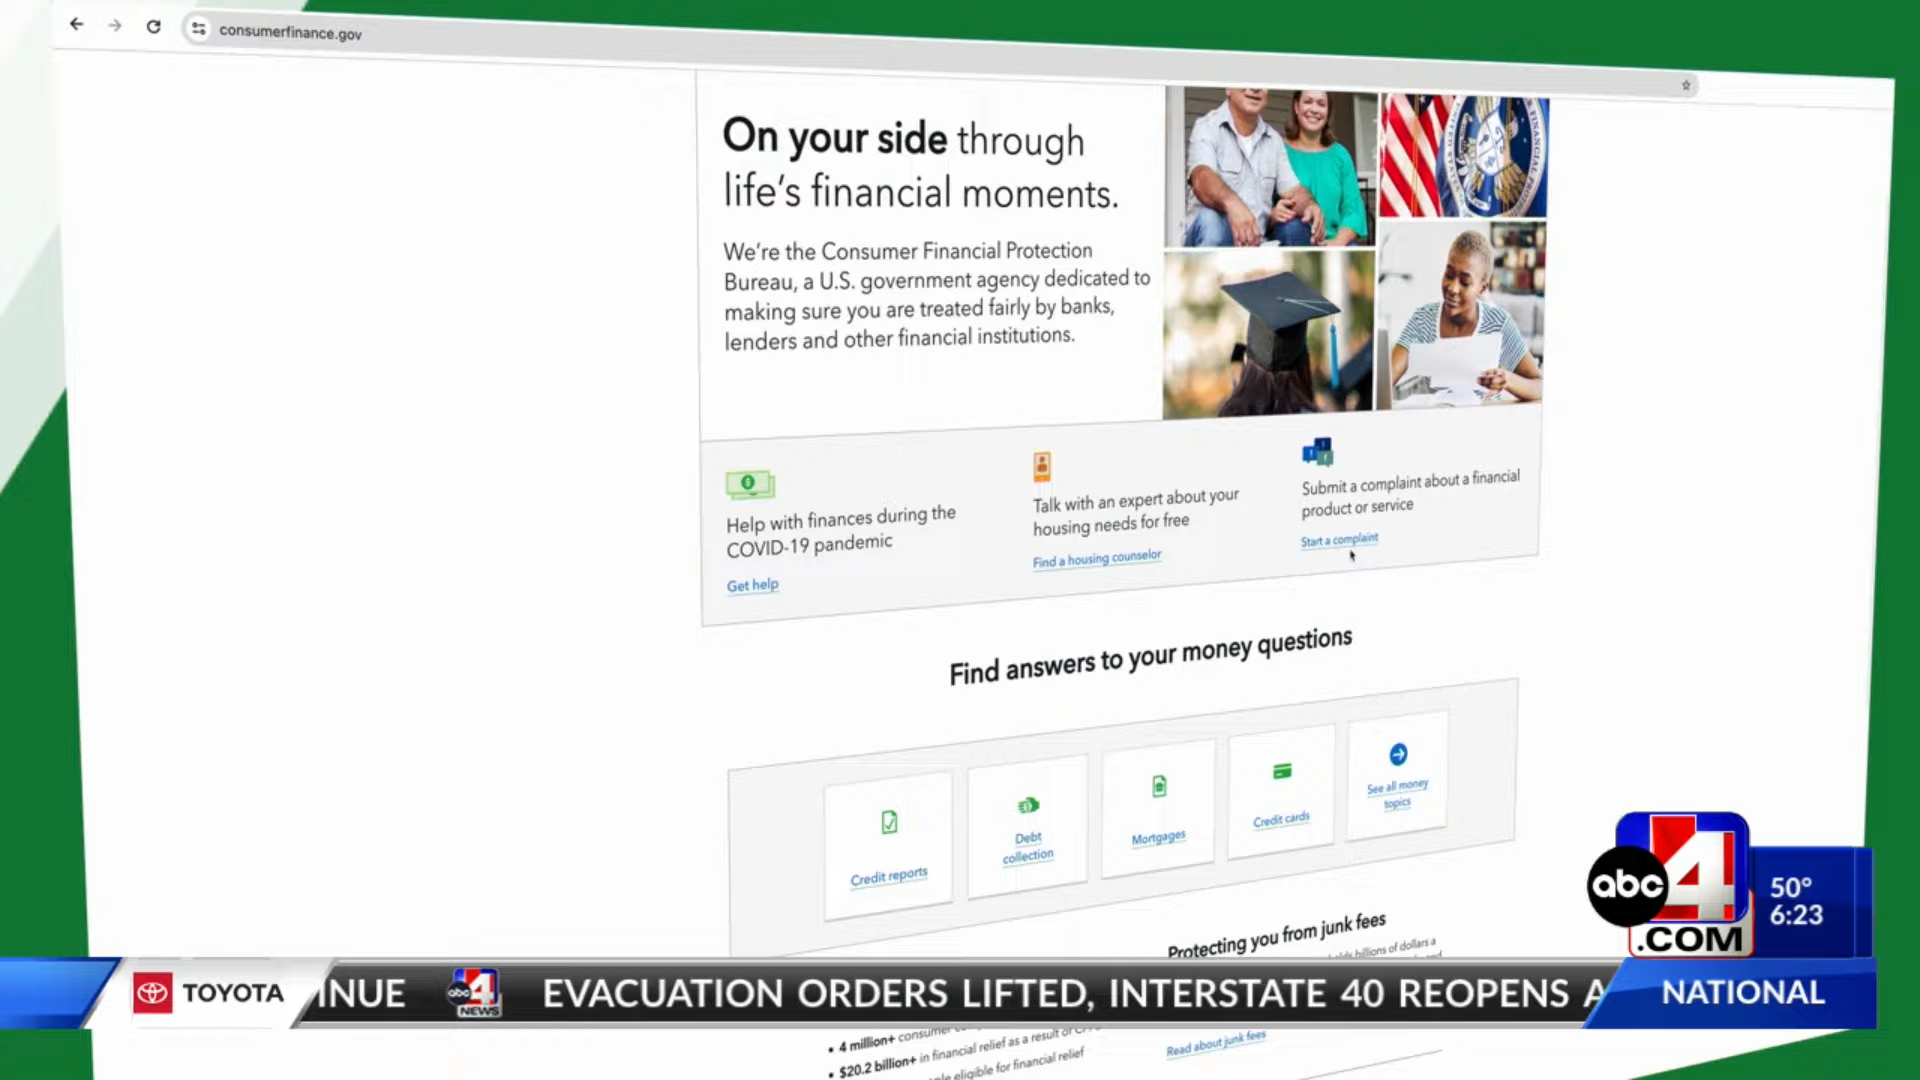 consumerfinance.gov
On your side through
life's financial moments.
We're the Consumer Financial Protection
Bureau, a U.S. government agency dedicated to
making sure you are treated fairly by banks,
lenders and other financial institutions.
Help with finances during the
COVID-19 pandemic
Get help
Talk with an expert about your
housing needs for free
Find a housing counselor
Submit a complaint about a financial
product or service
Start a complaint
Find answers to your money questions
Credit reports
Debt
collection
Mortgages
Credit cards
See all money
topics
Protecting you from junk fees
billions of dollars a
abc 4
.COM
50°
6:23
TOYOTA
INUE
abc 4
NEWS
EVACUATION ORDERS LIFTED, INTERSTATE 40 REOPENS A
NATIONAL
• 4 million+ consumer
• $20.2 billion+ in financial relief as a result of
eligible for financial relief
Read about junk fees